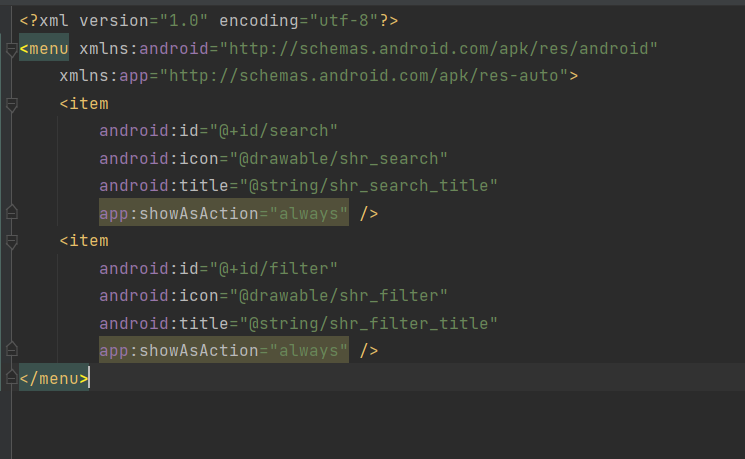 <?xml version="1.0" encoding="utf-8"?>
<menu xmlns:android="http://schemas.android.com/apk/res/android"
    xmlns:app="http://schemas.android.com/apk/res-auto">
    <item
        android:id="@+id/search"
        android:icon="@drawable/shr_search"
        android:title="@string/shr_search_title"
        app:showAsAction="always" />
    <item
        android:id="@+id/filter"
        android:icon="@drawable/shr_filter"
        android:title="@string/shr_filter_title"
        app:showAsAction="always" />
</menu>